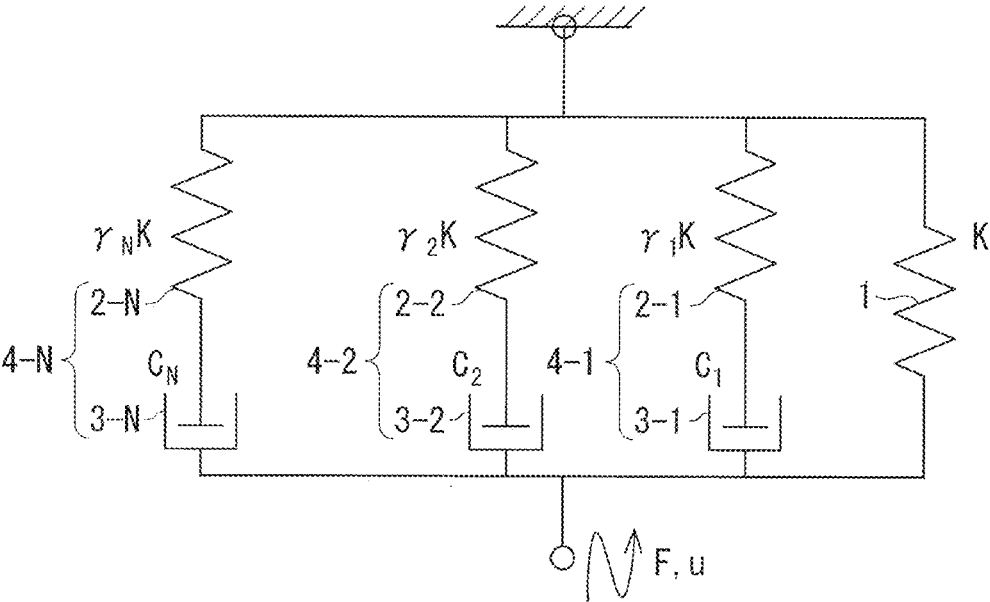 γNK
γ2K
γ1K
K
2-N
2-2
2-1
1
4-N
CN
4-2
C2
4-1
C1
3-N
3-2
3-1
F, u